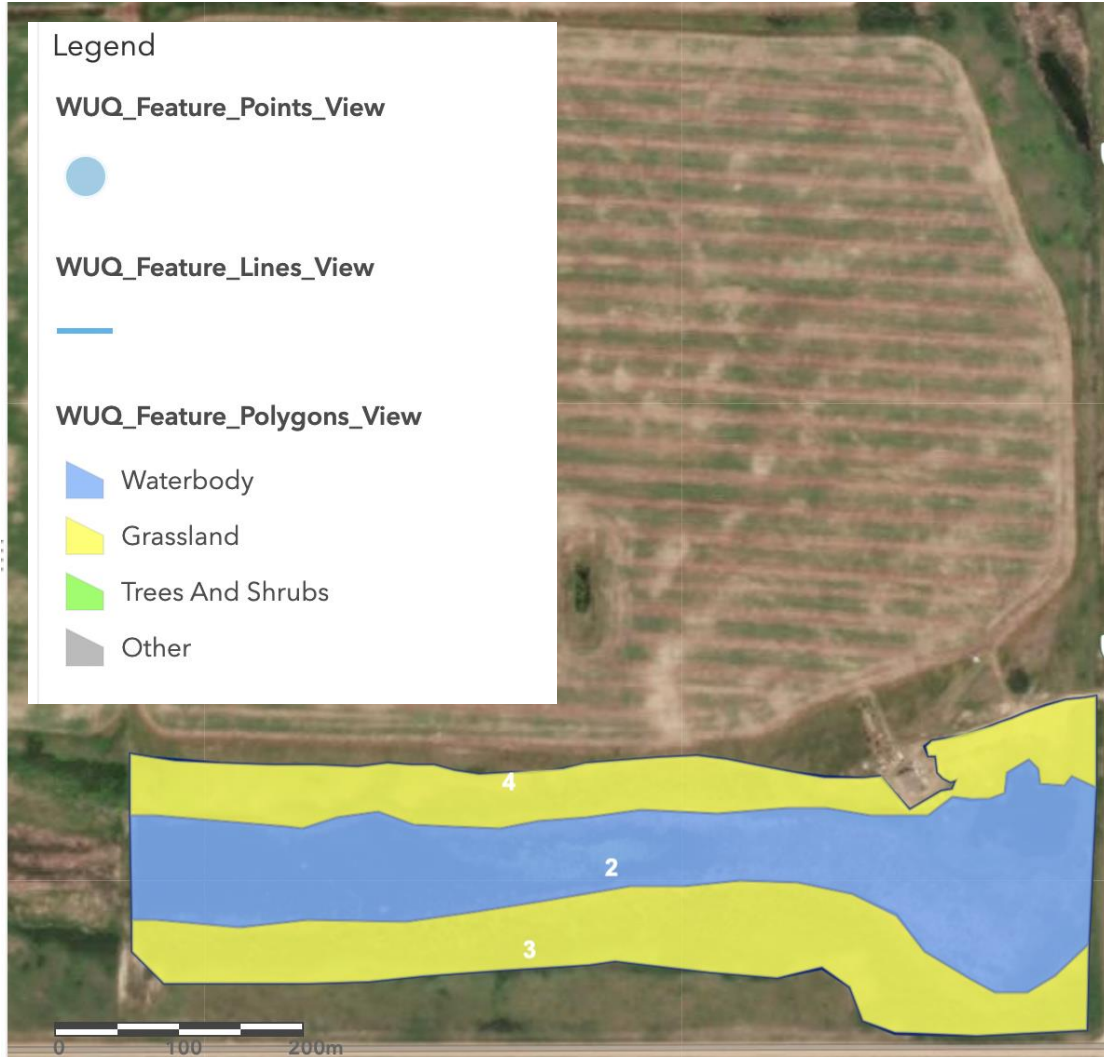 Legend
WUQ_Feature_Points_View
WUQ_Feature_Lines_View
WUQ_Feature_Polygons_View
Waterbody
Grassland
Trees And Shrubs
Other
4
2
3
0 100 200m